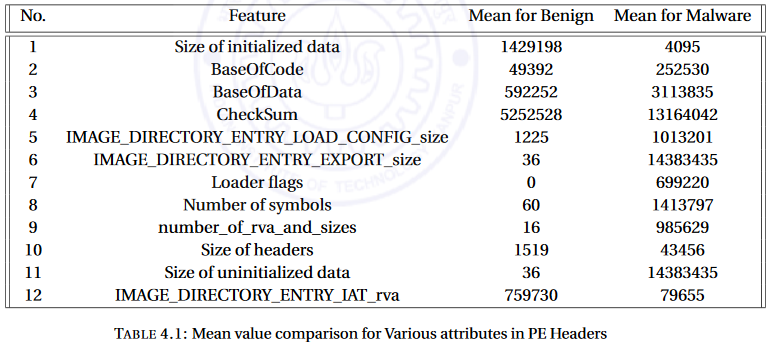 No. Feature Mean for Benign Mean for Malware
1 Size of initialized data 1429198 4095
2 BaseOfCode 49392 252530
3 BaseOfData 592252 3113835
4 CheckSum 5252528 13164042
5 IMAGE_DIRECTORY_ENTRY_LOAD_CONFIG_size 1225 1013201
6 IMAGE_DIRECTORY_ENTRY_EXPORT_size 36 14383435
7 Loader flags 0 699220
8 Number of symbols 60 1413797
9 number_of_rva_and_sizes 16 985629
10 Size of headers 1519 43456
11 Size of uninitialized data 36 14383435
12 IMAGE_DIRECTORY_ENTRY_IAT_rva 759730 79655
TABLE 4.1: Mean value comparison for Various attributes in PE Headers